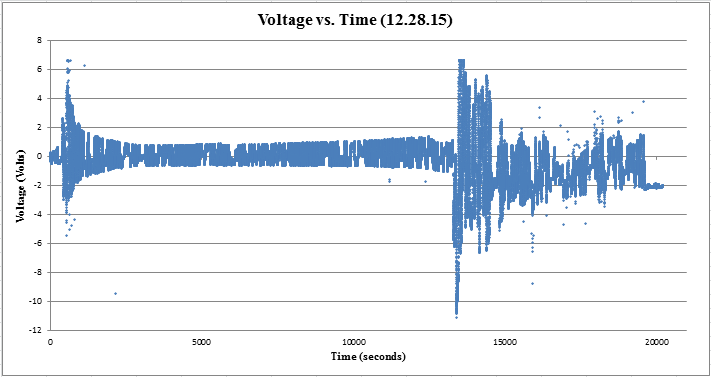 Voltage vs. Time (12.28.15)
8
6
4
2
0
-2
-4
-6
-8
-10
-12
Voltage (Volts)
0 5000 10000 15000 20000
Time (seconds)